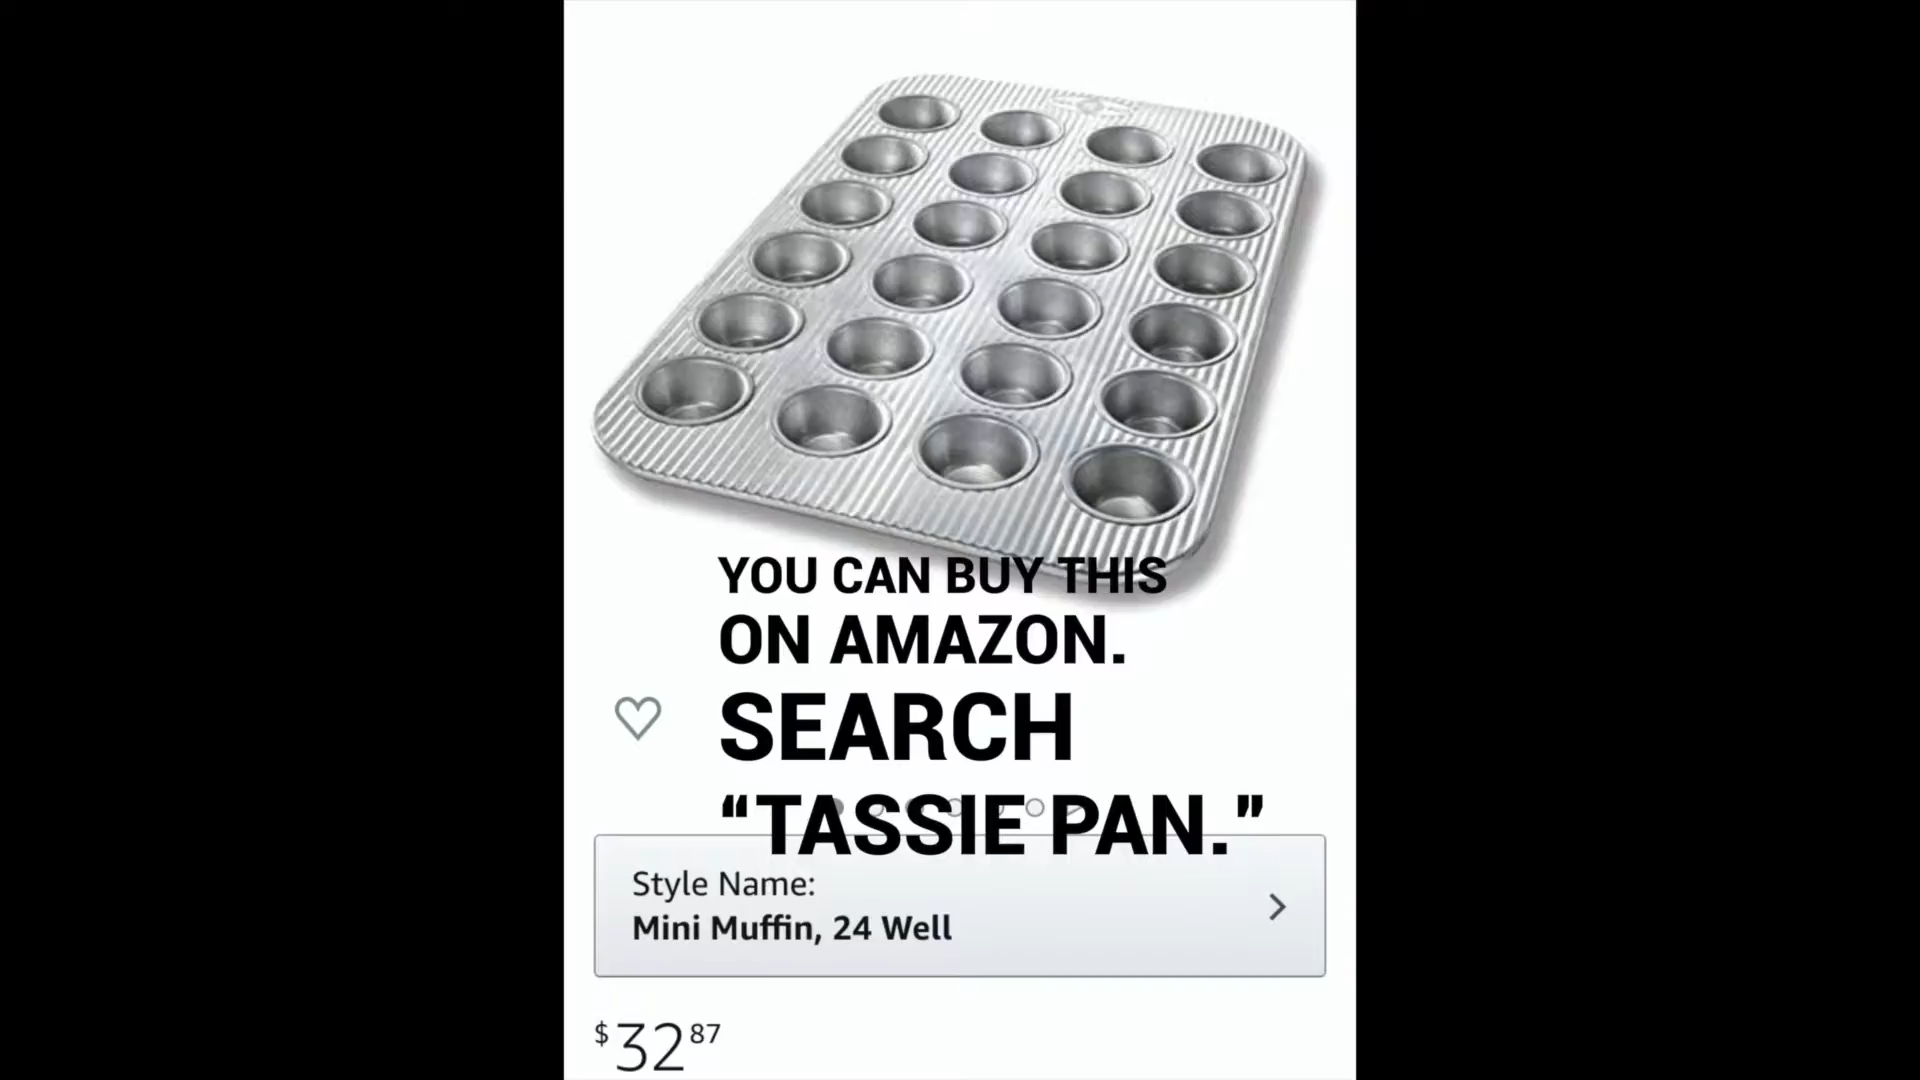 YOU CAN BUY THIS
ON AMAZON.
SEARCH
“TASSIE PAN.”
Style Name:
Mini Muffin, 24 Well
$32 87